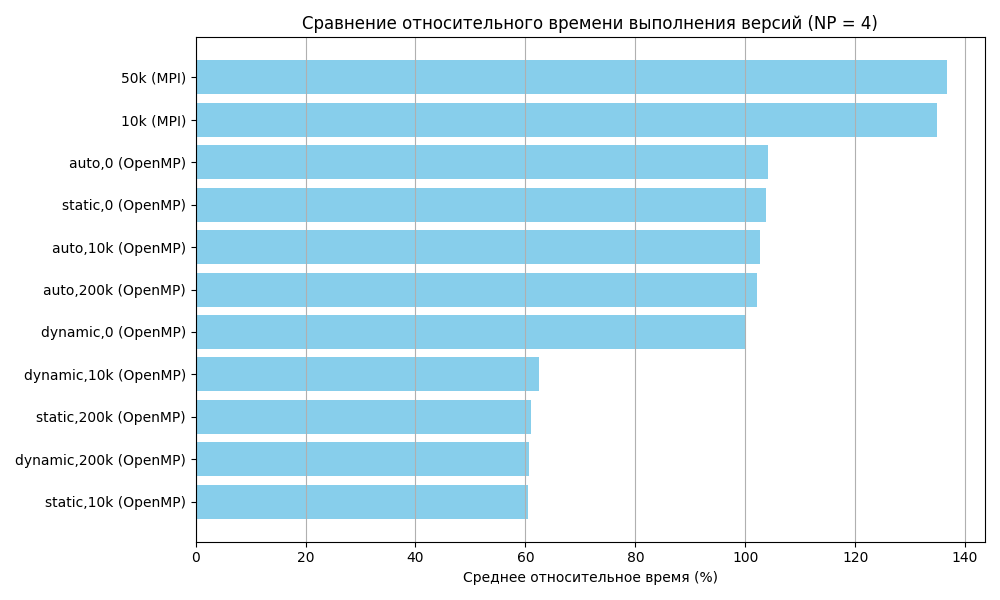 Сравнение относительного времени выполнения версий (NP = 4)
50k (MPI)
10k (MPI)
auto,0 (OpenMP)
static,0 (OpenMP)
auto,10k (OpenMP)
auto,200k (OpenMP)
dynamic,0 (OpenMP)
dynamic,10k (OpenMP)
static,200k (OpenMP)
dynamic,200k (OpenMP)
static,10k (OpenMP)
0 20 40 60 80 100 120 140
Среднее относительное время (%)